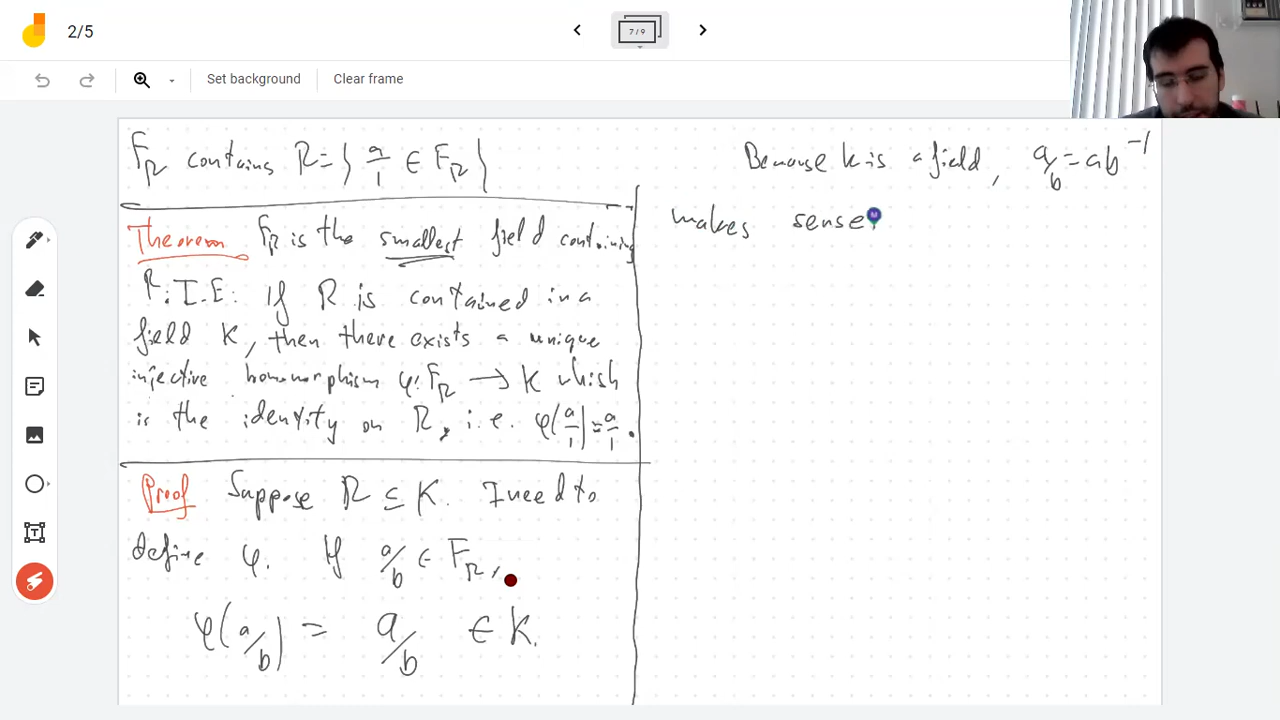 2/5
7/9
Set background
Clear frame
F_R contains R = { a/1 ∈ F_R }
Theorem F_R is the smallest field containing
R. I.E. If R is contained in a
field K, then there exists a unique
injective homomorphism φ: F_R → K which
is the identity on R, i.e. φ(a/1) = a/1.
Proof Suppose R ⊆ K. I need to
define φ. If a/b ∈ F_R,
φ(a/b) = a/b ∈ K.
Because K is a field, a/b = ab^{-1}
makes sense,